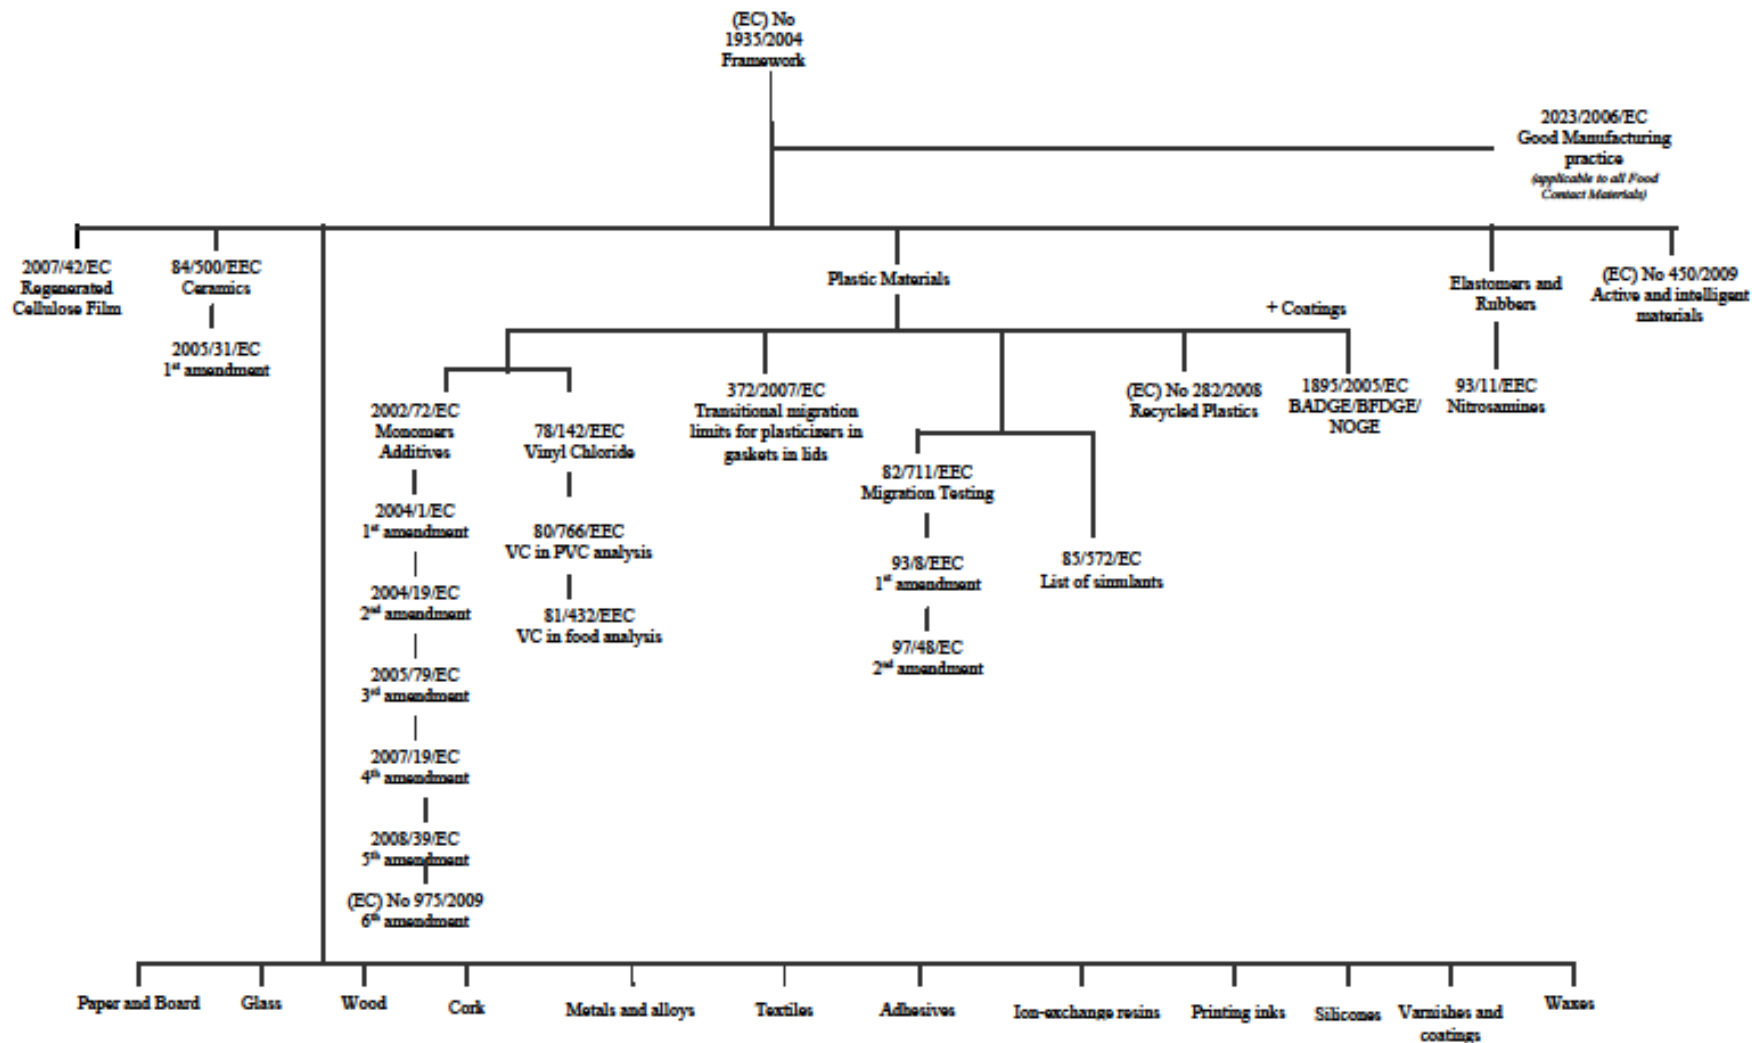 (EC) No
1935/2004
Framework
2023/2006/EC
Good Manufacturing
practice
(applicable to all Food
Contact Materials)
2007/42/EC
Regenerated
Cellulose Film
84/500/EEC
Ceramics
2005/31/EC
1st amendment
Plastic Materials
+ Coatings
Elastomers and
Rubbers
(EC) No 450/2009
Active and intelligent
materials
2002/72/EC
Monomers
Additives
2004/1/EC
1st amendment
2004/19/EC
2nd amendment
2005/79/EC
3rd amendment
2007/19/EC
4th amendment
2008/39/EC
5th amendment
(EC) No 975/2009
6th amendment
78/142/EEC
Vinyl Chloride
80/766/EEC
VC in PVC analysis
81/432/EEC
VC in food analysis
372/2007/EC
Transitional migration
limits for plasticizers in
gaskets in lids
82/711/EEC
Migration Testing
93/8/EEC
1st amendment
97/48/EC
2nd amendment
85/572/EC
List of simulants
(EC) No 282/2008
Recycled Plastics
1895/2005/EC
BADGE/BFDGE/
NOGE
93/11/EEC
Nitrosamines
Paper and Board
Glass
Wood
Cork
Metals and alloys
Textiles
Adhesives
Ion-exchange resins
Printing inks
Silicones
Varnishes and
coatings
Waxes